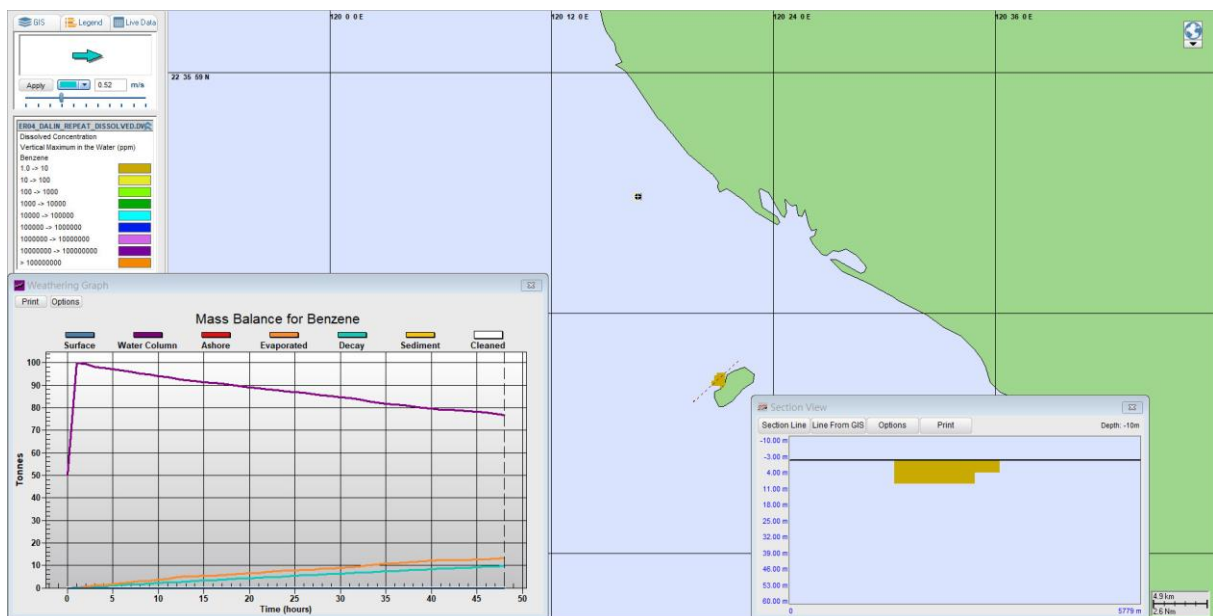 GIS Legend Live Data
Apply 0.52 m/s
ER04_DALIN_REPEAT_DISSOLVED.DW
Dissolved Concentration
Vertical Maximum in the Water (ppm)
Benzene
1.0 -> 10
10 -> 100
100 -> 1000
1000 -> 10000
10000 -> 100000
100000 -> 1000000
1000000 -> 10000000
10000000 -> 100000000
> 100000000
120 0 0 E 120 12 0 E 120 24 0 E 120 36 0 E
22 35 59 N
Weathering Graph
Print Options
Mass Balance for Benzene
Surface Water Column Ashore Evaporated Decay Sediment Cleaned
Tonnes
100
90
80
70
60
50
40
30
20
10
0
0 5 10 15 20 25 30 35 40 45 50
Time (hours)
Section View
Section Line Line From GIS Options Print Depth: -10m
-10.00 m
-3.00 m
4.00 m
11.00 m
18.00 m
25.00 m
32.00 m
39.00 m
46.00 m
53.00 m
60.00 m
0 5779 m
4.9 km
2.6 Nm